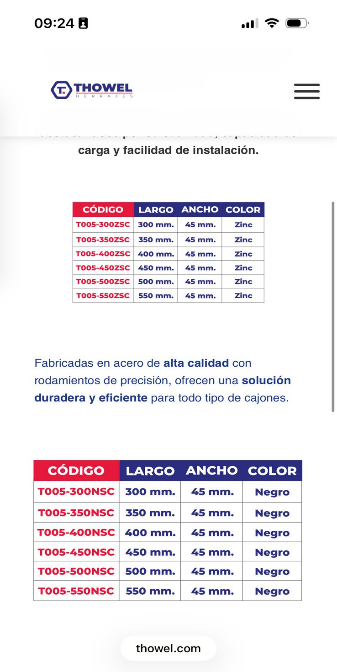 09:24
THOWEL
HERRAJES
carga y facilidad de instalación.
CÓDIGO LARGO ANCHO COLOR
T005-300ZSC 300 mm. 45 mm. Zinc
T005-350ZSC 350 mm. 45 mm. Zinc
T005-400ZSC 400 mm. 45 mm. Zinc
T005-450ZSC 450 mm. 45 mm. Zinc
T005-500ZSC 500 mm. 45 mm. Zinc
T005-550ZSC 550 mm. 45 mm. Zinc
Fabricadas en acero de alta calidad con
rodamientos de precisión, ofrecen una solución
duradera y eficiente para todo tipo de cajones.
CÓDIGO LARGO ANCHO COLOR
T005-300NSC 300 mm. 45 mm. Negro
T005-350NSC 350 mm. 45 mm. Negro
T005-400NSC 400 mm. 45 mm. Negro
T005-450NSC 450 mm. 45 mm. Negro
T005-500NSC 500 mm. 45 mm. Negro
T005-550NSC 550 mm. 45 mm. Negro
thowel.com